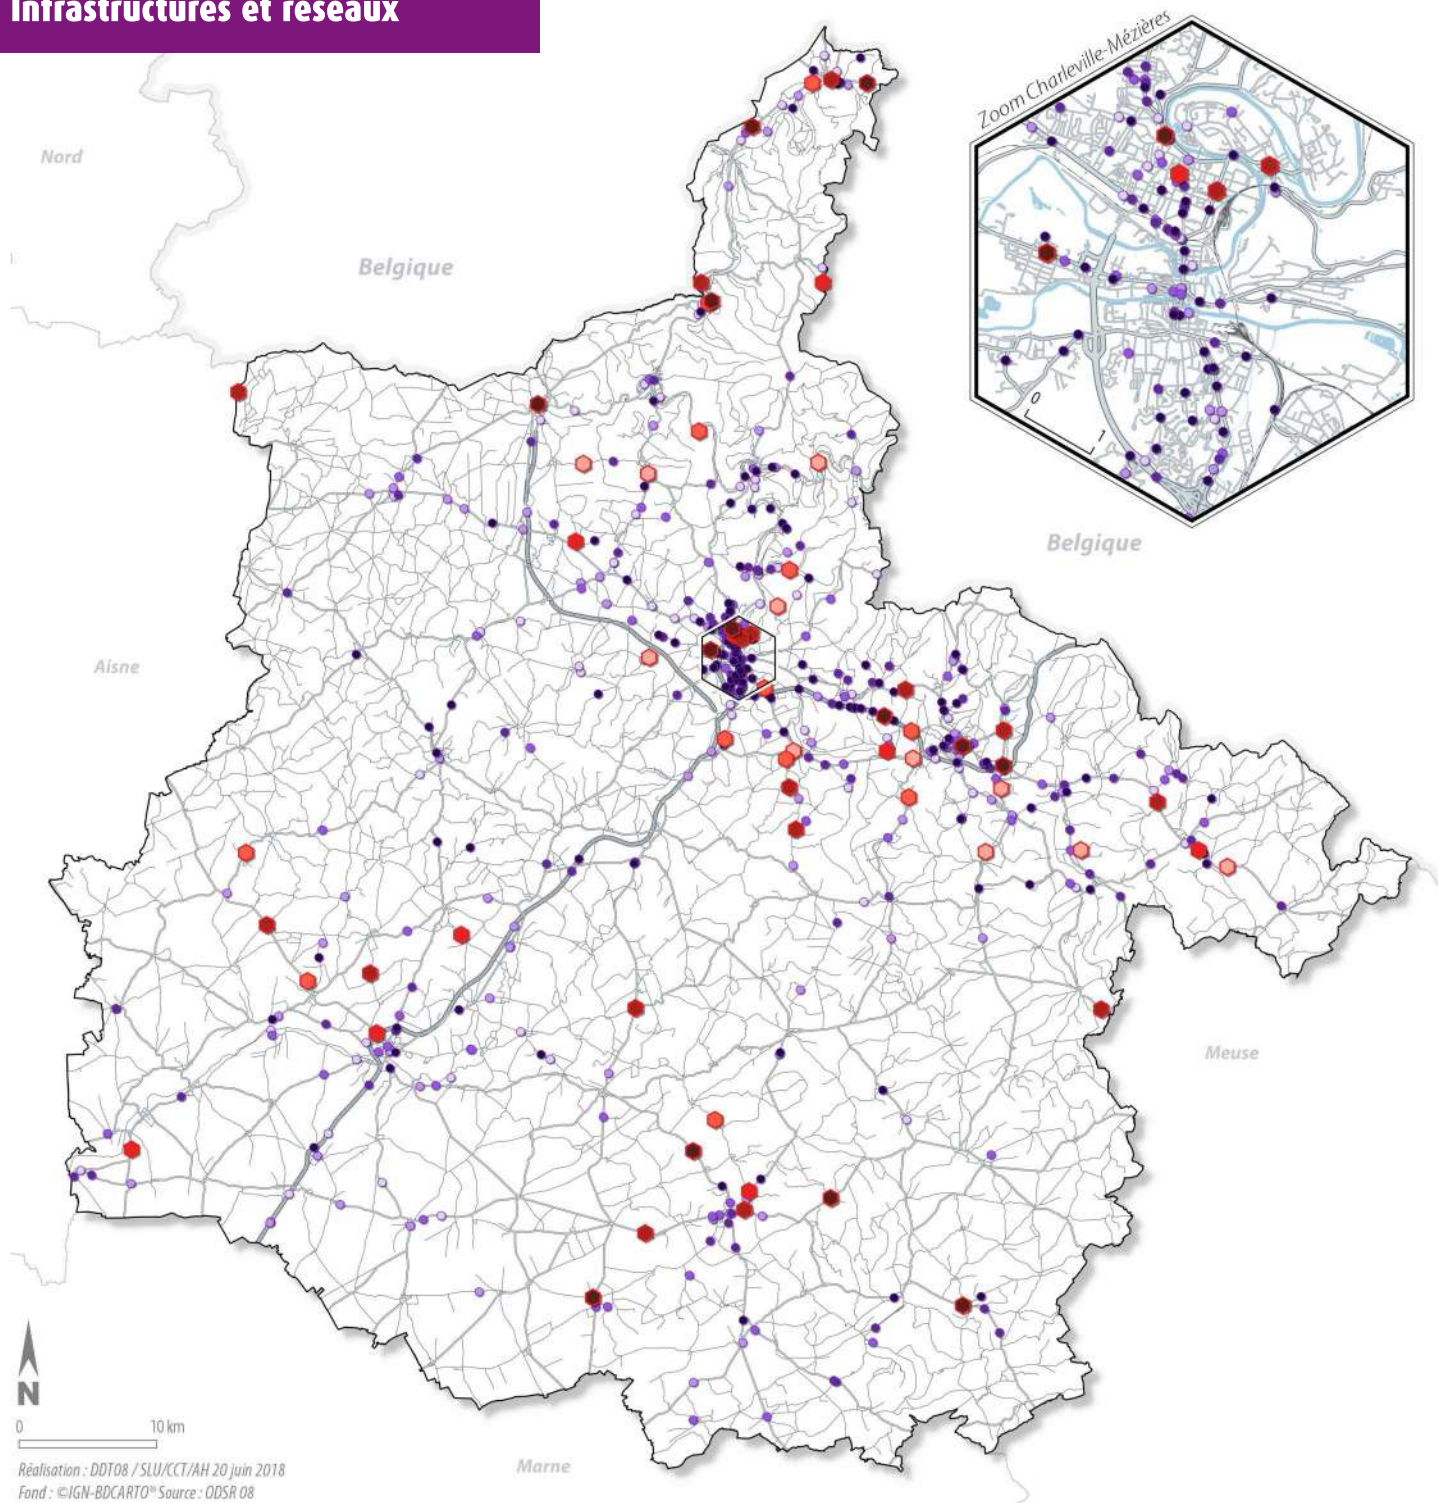 Infrastructures et réseaux
Zoom Charleville-Mézières
Nord
Belgique
0
1
Belgique
Aisne
Meuse
N
0 10 km
Réalisation : DDT08 / SLU/CCT/AH 20 juin 2018
Marne
Fond : ©IGN-BDCARTO® Source : ODSR 08